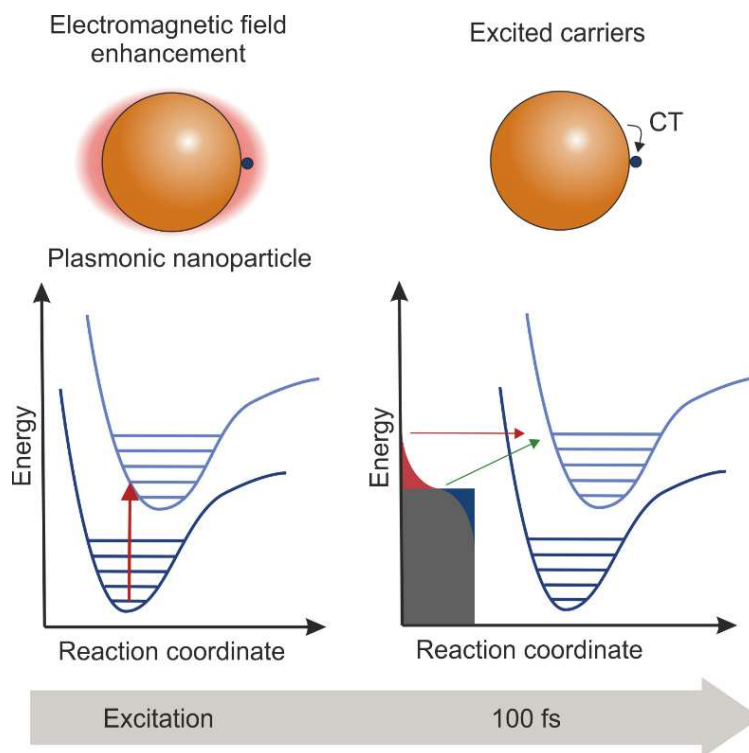 Electromagnetic field
enhancement
Plasmonic nanoparticle
Energy
Reaction coordinate
Excited carriers
CT
Energy
Reaction coordinate
Excitation
100 fs